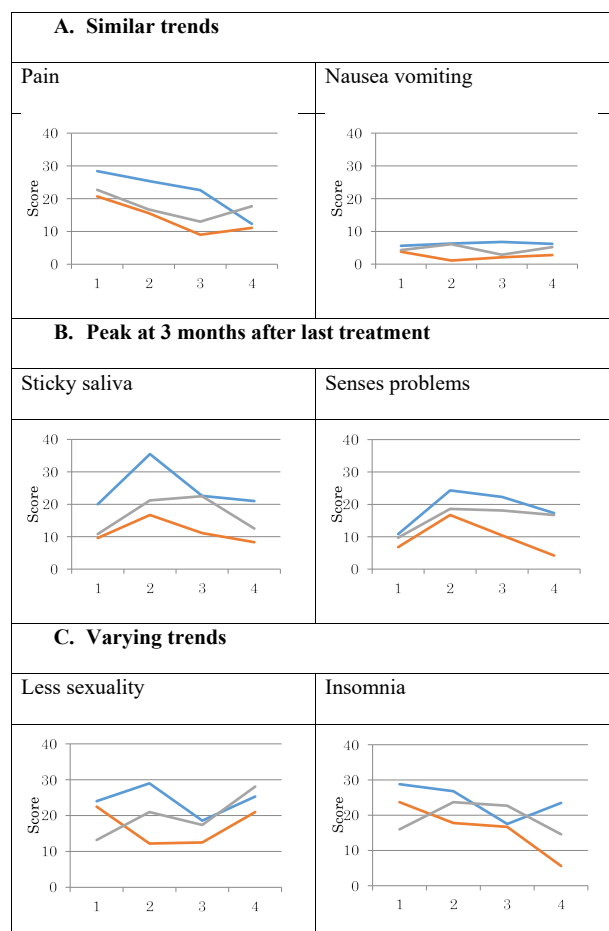 A. Similar trends
Pain Nausea vomiting
40 40
30 30
20 20
10 10
0 0
Score Score
1 2 3 4 1 2 3 4
B. Peak at 3 months after last treatment
Sticky saliva Senses problems
40 40
30 30
20 20
10 10
0 0
Score Score
1 2 3 4 1 2 3 4
C. Varying trends
Less sexuality Insomnia
40 40
30 30
20 20
10 10
0 0
Score Score
1 2 3 4 1 2 3 4